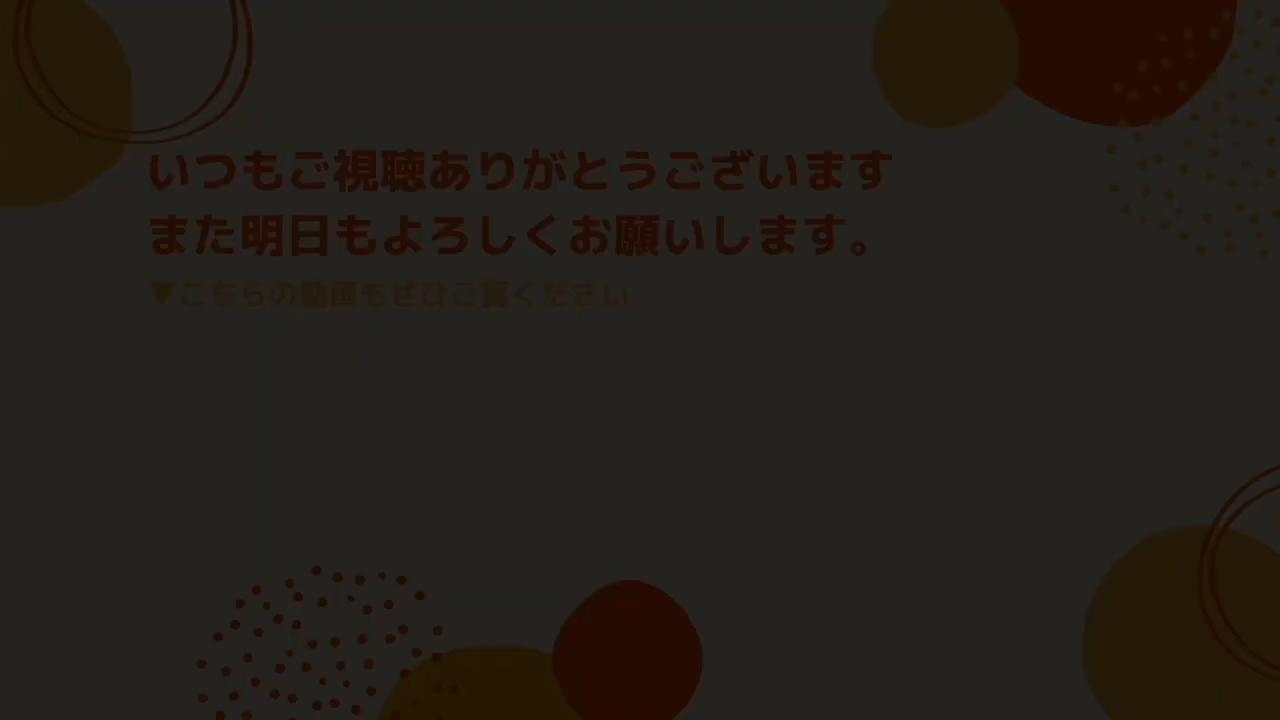 いつもご視聴ありがとうございます
また明日もよろしくお願いします。
▼こちらの動画もぜひご覧ください